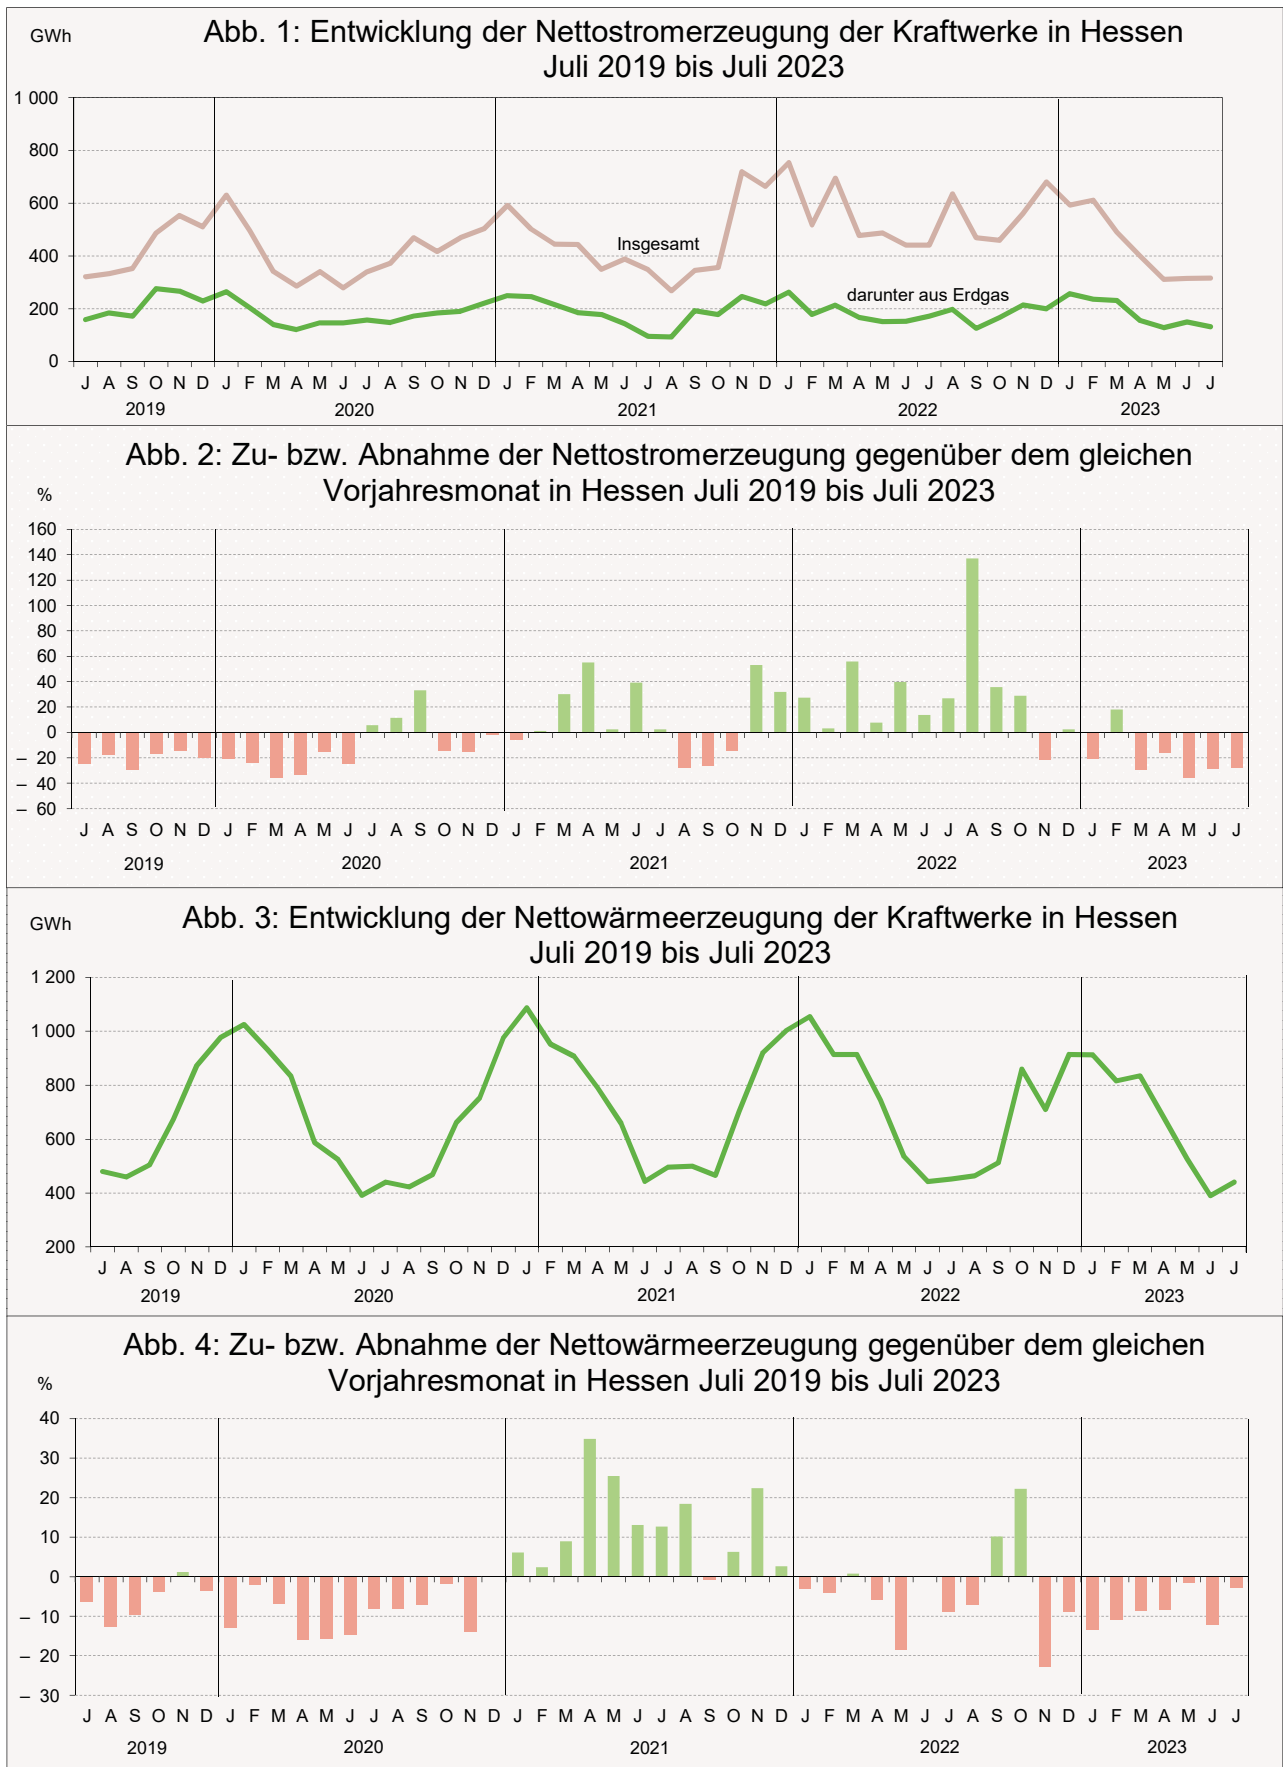 Abb. 1: Entwicklung der Nettostromerzeugung der Kraftwerke in Hessen
Juli 2019 bis Juli 2023
GWh
1 000
800
600
400
200
0
Insgesamt
darunter aus Erdgas
J A S O N D J F M A M J J A S O N D J F M A M J J A S O N D J F M A M J J A S O N D J F M A M J J
2019 2020 2021 2022 2023
Abb. 2: Zu- bzw. Abnahme der Nettostromerzeugung gegenüber dem gleichen
Vorjahresmonat in Hessen Juli 2019 bis Juli 2023
%
160
140
120
100
80
60
40
20
0
– 20
– 40
– 60
J A S O N D J F M A M J J A S O N D J F M A M J J A S O N D J F M A M J J A S O N D J F M A M J J
2019 2020 2021 2022 2023
Abb. 3: Entwicklung der Nettowärmeerzeugung der Kraftwerke in Hessen
Juli 2019 bis Juli 2023
GWh
1 200
1 000
800
600
400
200
J A S O N D J F M A M J J A S O N D J F M A M J J A S O N D J F M A M J J A S O N D J F M A M J J
2019 2020 2021 2022 2023
Abb. 4: Zu- bzw. Abnahme der Nettowärmeerzeugung gegenüber dem gleichen
Vorjahresmonat in Hessen Juli 2019 bis Juli 2023
%
40
30
20
10
0
– 10
– 20
– 30
J A S O N D J F M A M J J A S O N D J F M A M J J A S O N D J F M A M J J A S O N D J F M A M J J
2019 2020 2021 2022 2023